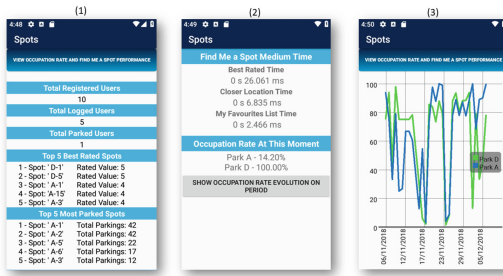 (1)
4:48
Spots
VIEW OCCUPATION RATE AND FIND ME A SPOT PERFORMANCE
Total Registered Users
10
Total Logged Users
5
Total Parked Users
1
Top 5 Best Rated Spots
1 - Spot: ' D-1' Rated Value: 5
2 - Spot: ' D-5' Rated Value: 5
3 - Spot: ' A-1' Rated Value: 4
4 - Spot: 'A-15' Rated Value: 4
5 - Spot: ' A-3' Rated Value: 4
Top 5 Most Parked Spots
1 - Spot: ' A-1' Total Parkings: 42
2 - Spot: ' A-2' Total Parkings: 42
3 - Spot: ' A-5' Total Parkings: 22
4 - Spot: ' A-6' Total Parkings: 17
5 - Spot: ' A-3' Total Parkings: 12
(2)
4:49
Spots
Find Me a Spot Medium Time
Best Rated Time
0 s 26.061 ms
Closer Location Time
0 s 6.835 ms
My Favourites List Time
0 s 2.466 ms
Occupation Rate At This Moment
Park A - 14.20%
Park D - 100.00%
SHOW OCCUPATION RATE EVOLUTION ON
PERIOD
(3)
4:50
Spots
VIEW OCCUPATION RATE AND FIND ME A SPOT PERFORMANCE
100
80
60
40
20
0
Park D
Park A
06/11/2018
12/11/2018
17/11/2018
23/11/2018
29/11/2018
05/12/2018